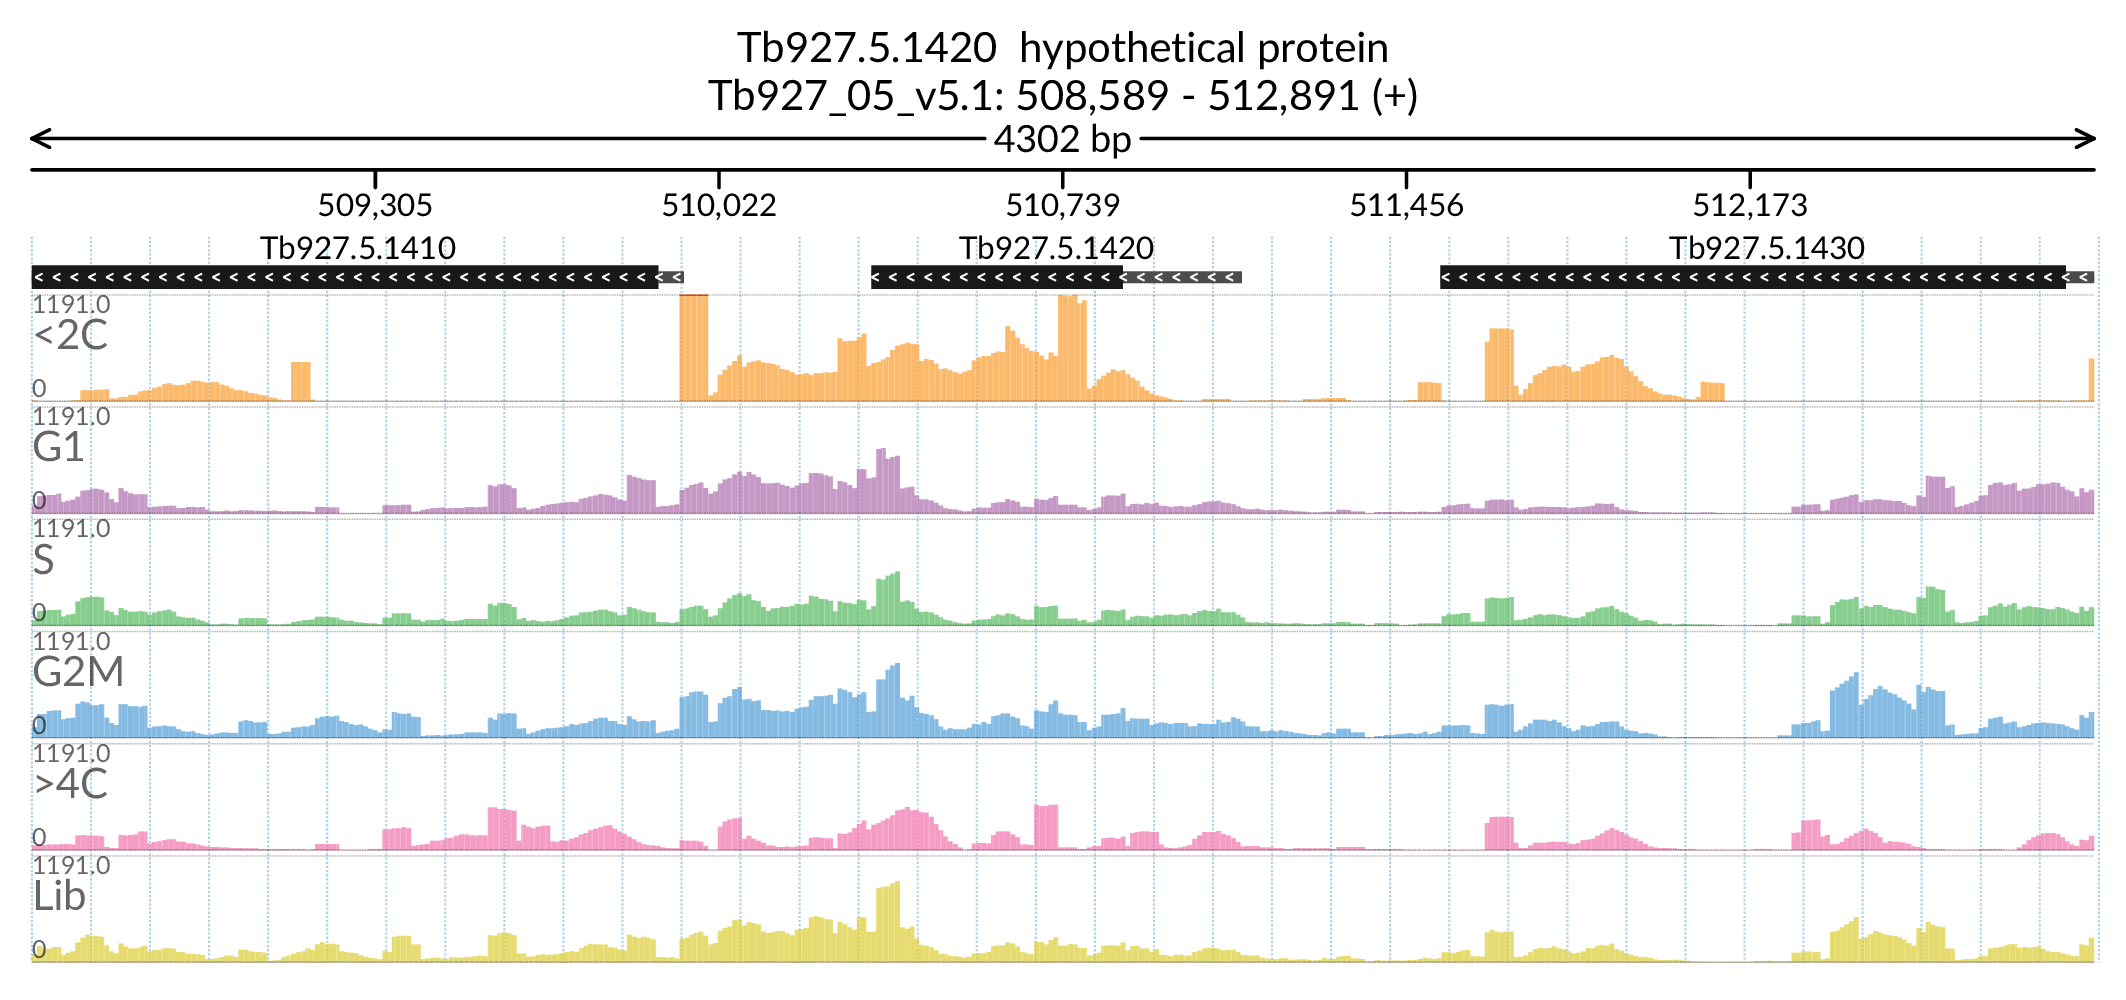 Tb927.5.1420  hypothetical protein
Tb927_05_v5.1: 508,589 - 512,891 (+)
4302 bp
509,305 510,022 510,739 511,456 512,173
Tb927.5.1410 Tb927.5.1420 Tb927.5.1430
1191.0
<2C
0
1191.0
G1
0
1191.0
S
0
1191.0
G2M
0
1191.0
>4C
0
1191.0
Lib
0